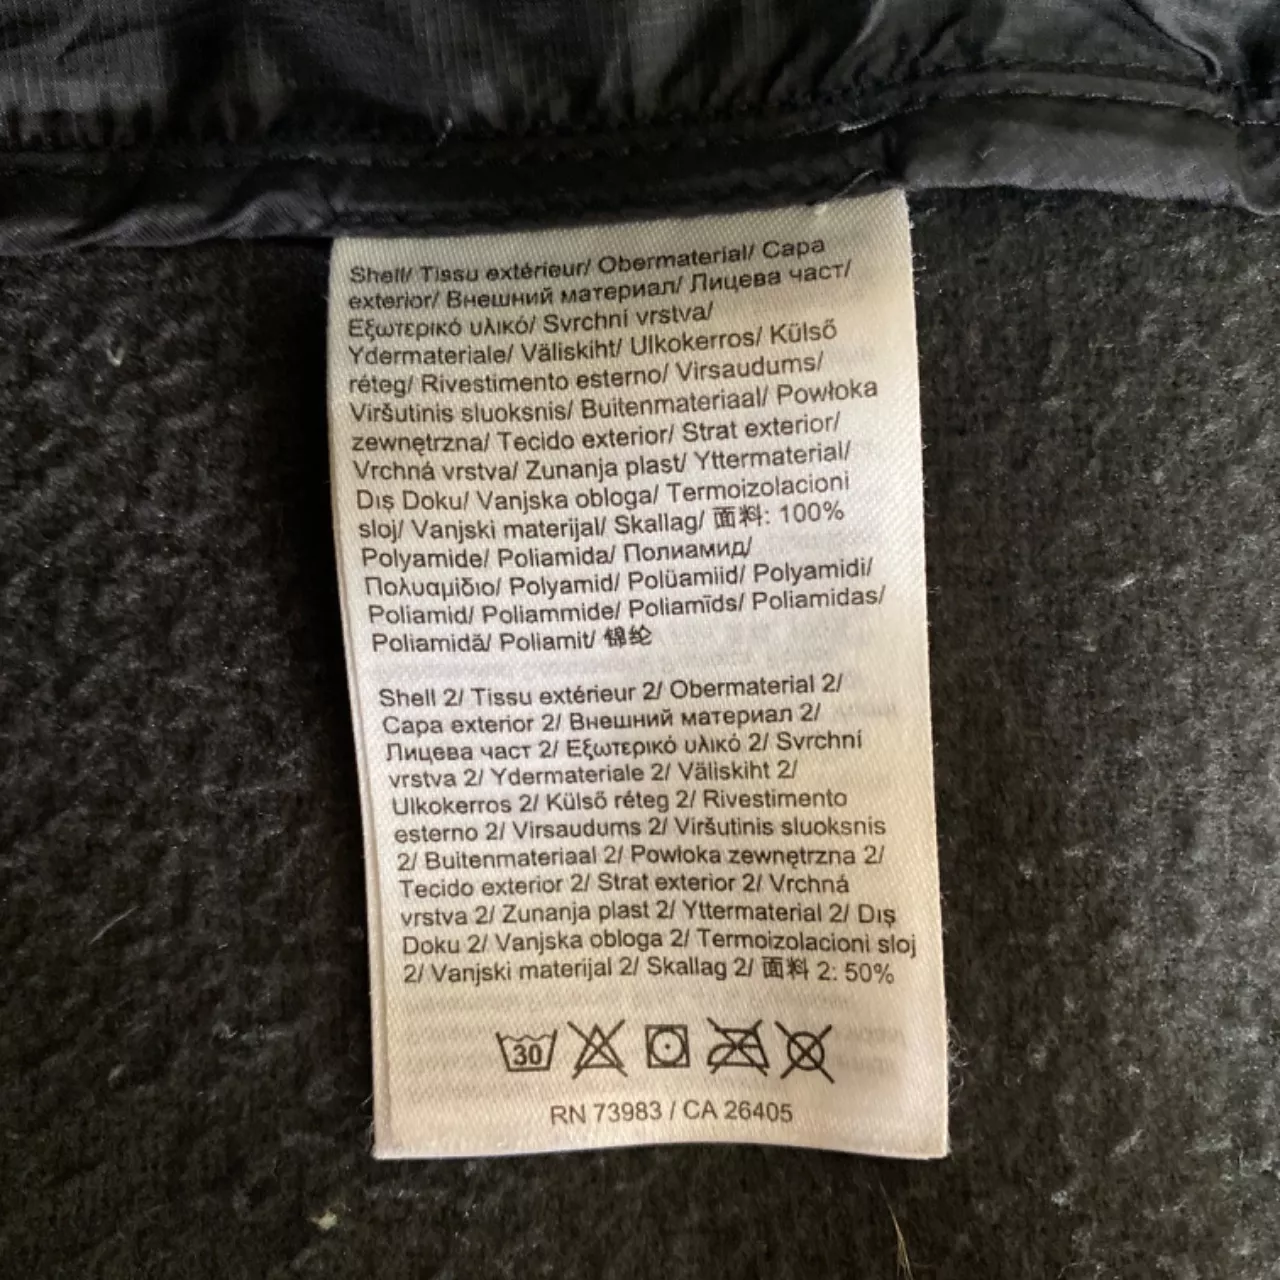 Shell/ Tissu extérieur/ Obermaterial/ Capa
exterior/ Внешний материал/ Лицева част/
Εξωτερικό υλικό/ Svrchní vrstva/
Ydermateriale/ Väliskiht/ Ulkokerros/ Külső
réteg/ Rivestimento esterno/ Virsaudums/
Viršutinis sluoksnis/ Buitenmateriaal/ Powłoka
zewnętrzna/ Tecido exterior/ Strat exterior/
Vrchná vrstva/ Zunanja plast/ Yttermaterial/
Dış Doku/ Vanjska obloga/ Termoizolacioni
sloj/ Vanjski materijal/ Skallag/ 面料: 100%
Polyamide/ Poliamida/ Полиамид/
Πολυαμίδιο/ Polyamid/ Polüamiid/ Polyamidi/
Poliamid/ Poliammide/ Poliamīds/ Poliamidas/
Poliamidă/ Poliamit/ 锦纶
Shell 2/ Tissu extérieur 2/ Obermaterial 2/
Capa exterior 2/ Внешний материал 2/
Лицева част 2/ Εξωτερικό υλικό 2/ Svrchní
vrstva 2/ Ydermateriale 2/ Väliskiht 2/
Ulkokerros 2/ Külső réteg 2/ Rivestimento
esterno 2/ Virsaudums 2/ Viršutinis sluoksnis
2/ Buitenmateriaal 2/ Powłoka zewnętrzna 2/
Tecido exterior 2/ Strat exterior 2/ Vrchná
vrstva 2/ Zunanja plast 2/ Yttermaterial 2/ Dış
Doku 2/ Vanjska obloga 2/ Termoizolacioni sloj
2/ Vanjski materijal 2/ Skallag 2/ 面料 2: 50%
30
RN 73983 / CA 26405